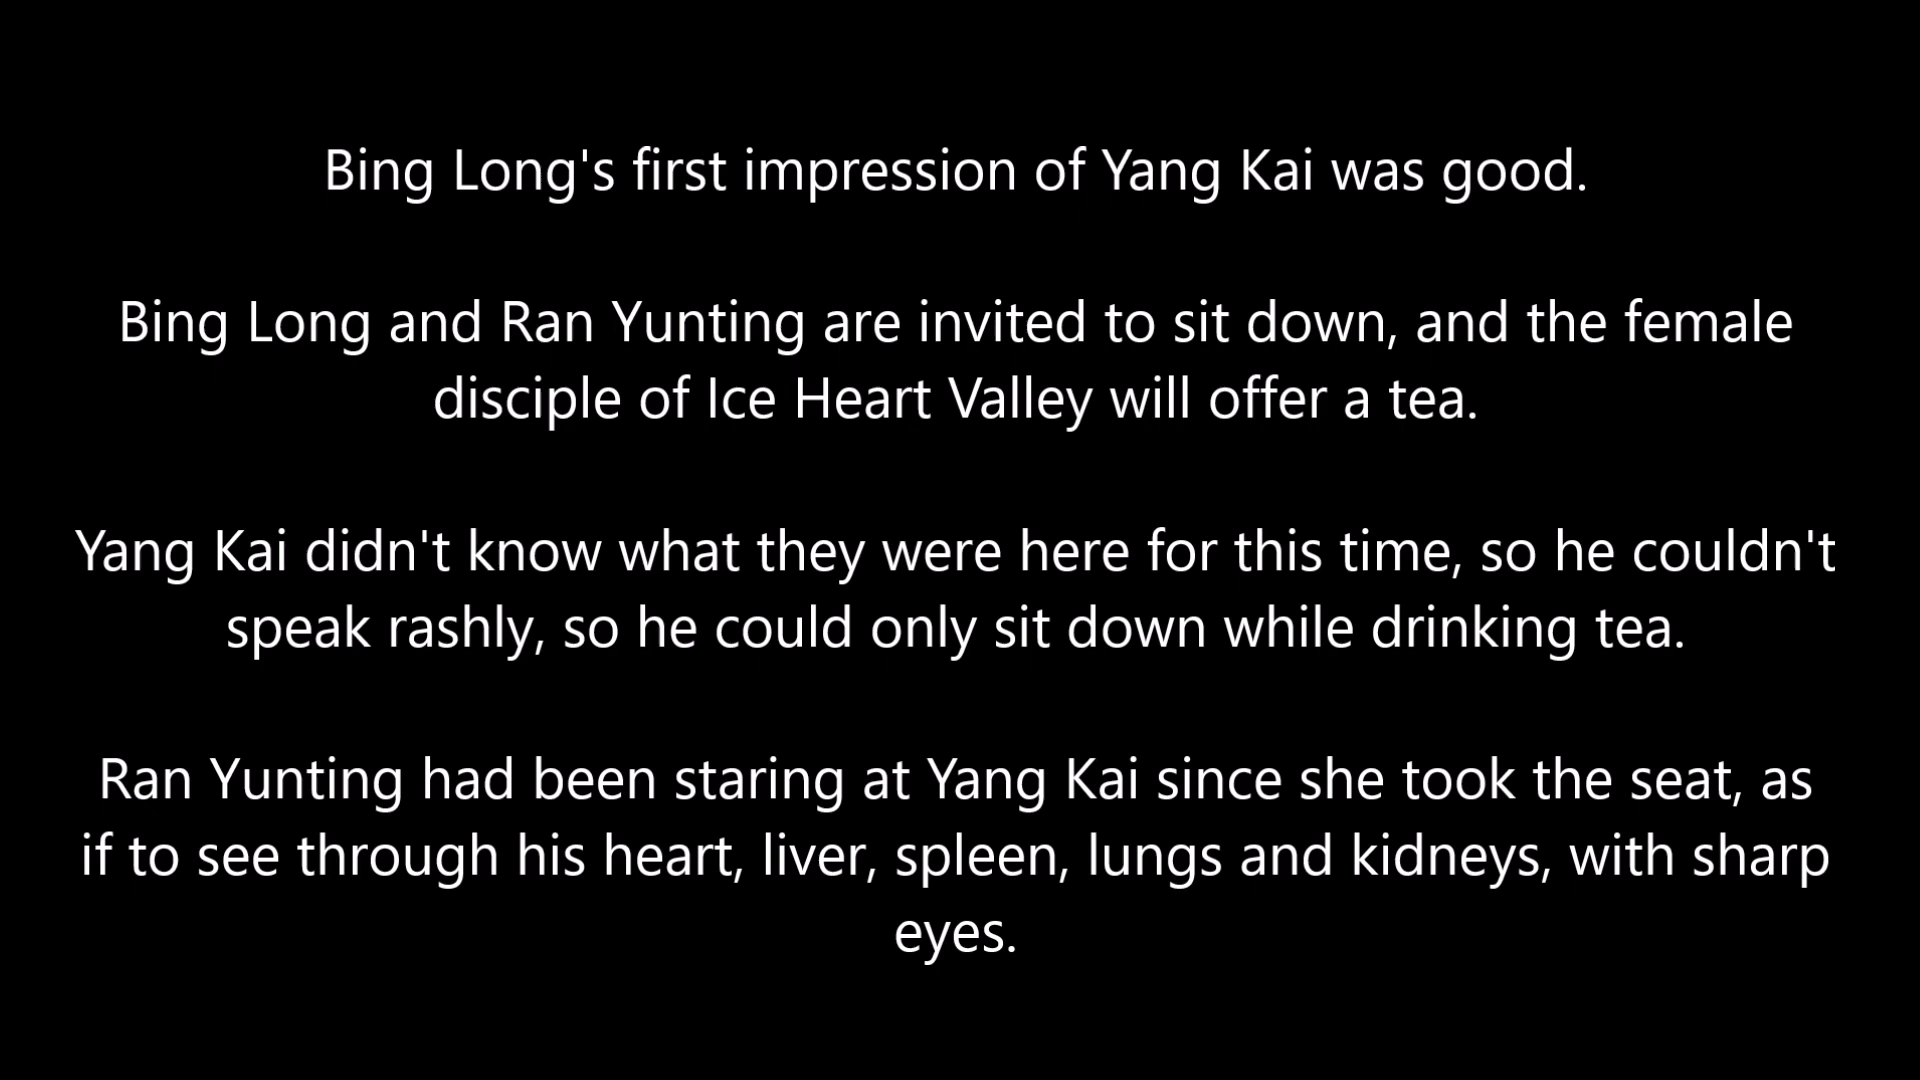 Bing Long's first impression of Yang Kai was good.
Bing Long and Ran Yunting are invited to sit down, and the female
disciple of Ice Heart Valley will offer a tea.
Yang Kai didn't know what they were here for this time, so he couldn't
speak rashly, so he could only sit down while drinking tea.
Ran Yunting had been staring at Yang Kai since she took the seat, as
if to see through his heart, liver, spleen, lungs and kidneys, with sharp
eyes.